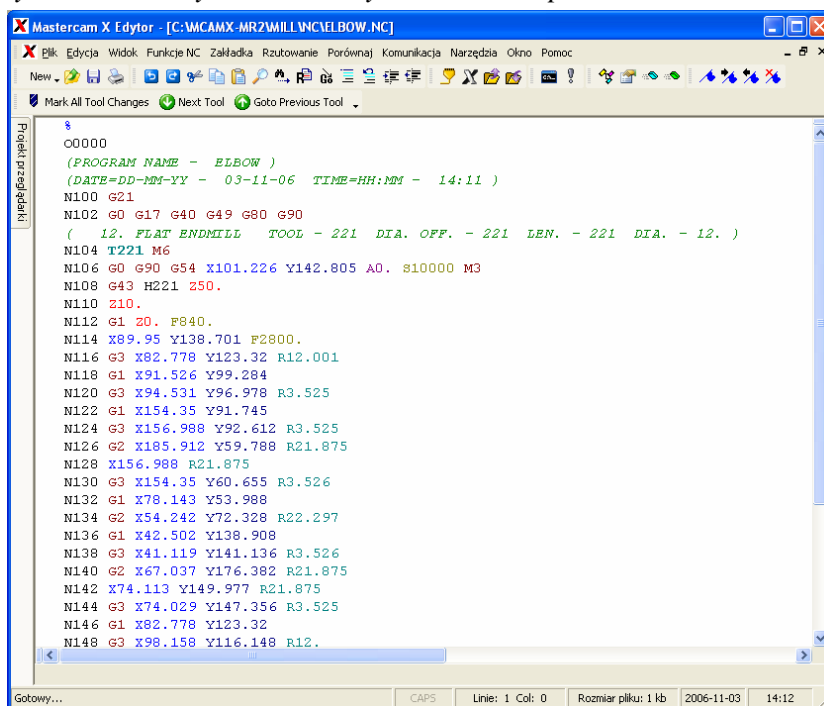 Mastercam X Edytor - [C:\MCAMX-MR2\MILL\NC\ELBOW.NC]
Plik Edycja Widok Funkcje NC Zakładka Rzutowanie Porównaj Komunikacja Narzędzia Okno Pomoc
New
Mark All Tool Changes Next Tool Goto Previous Tool
Projekt przeglądarki
%
O0000
(PROGRAM NAME - ELBOW )
(DATE=DD-MM-YY - 03-11-06 TIME=HH:MM - 14:11 )
N100 G21
N102 G0 G17 G40 G49 G80 G90
( 12. FLAT ENDMILL TOOL - 221 DIA. OFF. - 221 LEN. - 221 DIA. - 12. )
N104 T221 M6
N106 G0 G90 G54 X101.226 Y142.805 A0. S10000 M3
N108 G43 H221 Z50.
N110 Z10.
N112 G1 Z0. F840.
N114 X89.95 Y138.701 F2800.
N116 G3 X82.778 Y123.32 R12.001
N118 G1 X91.526 Y99.284
N120 G3 X94.531 Y96.978 R3.525
N122 G1 X154.35 Y91.745
N124 G3 X156.988 Y92.612 R3.525
N126 G2 X185.912 Y59.788 R21.875
N128 X156.988 R21.875
N130 G3 X154.35 Y60.655 R3.526
N132 G1 X78.143 Y53.988
N134 G2 X54.242 Y72.328 R22.297
N136 G1 X42.502 Y138.908
N138 G3 X41.119 Y141.136 R3.526
N140 G2 X67.037 Y176.382 R21.875
N142 X74.113 Y149.977 R21.875
N144 G3 X74.029 Y147.356 R3.525
N146 G1 X82.778 Y123.32
N148 G3 X98.158 Y116.148 R12.
Gotowy... CAPS Linie: 1 Col: 0 Rozmiar pliku: 1 kb 2006-11-03 14:12